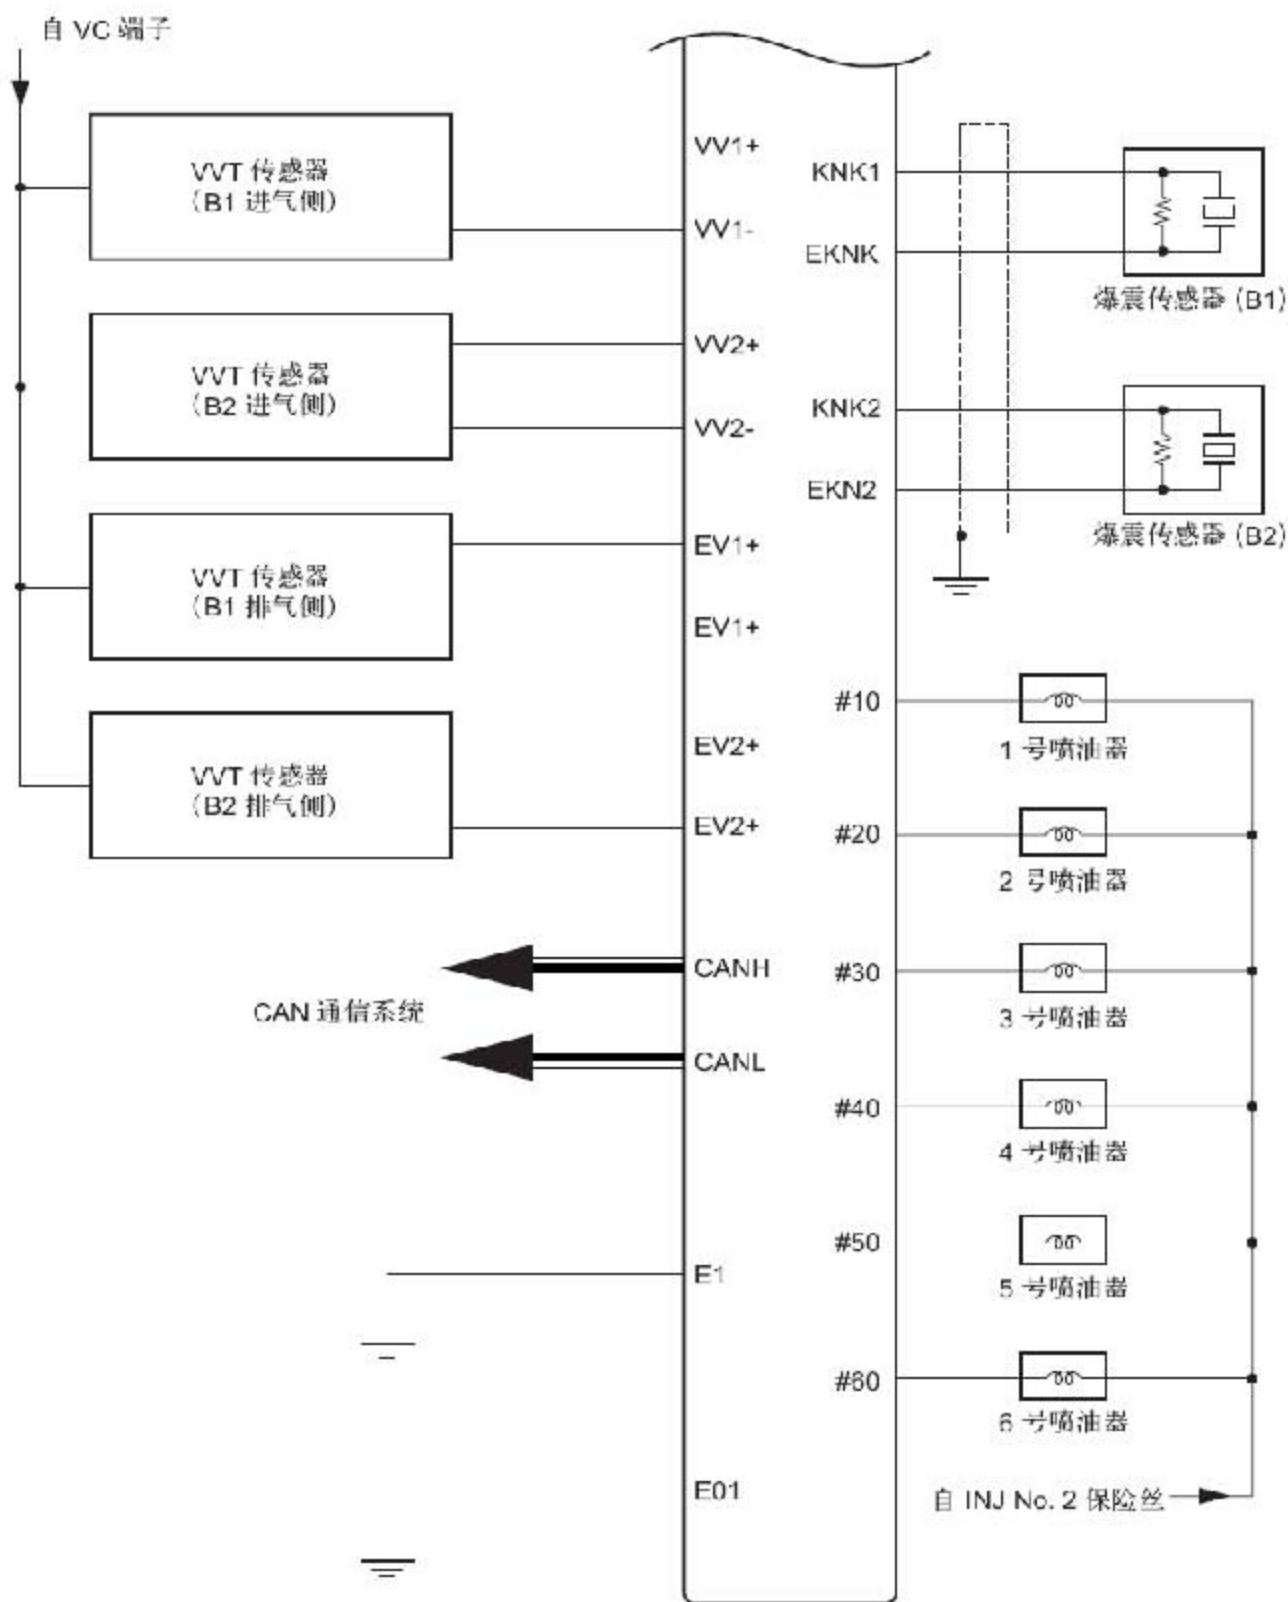 自 VC 端子
VVT 传感器
（B1 进气侧）
VVT 传感器
（B2 进气侧）
VVT 传感器
（B1 排气侧）
VVT 传感器
（B2 排气侧）
CAN 通信系统
VV1+
VV1-
VV2+
VV2-
EV1+
EV1+
EV2+
EV2+
CANH
CANL
E1
E01
KNK1
EKNK
KNK2
EKN2
#10
#20
#30
#40
#50
#60
爆震传感器 (B1)
爆震传感器 (B2)
1 号喷油器
2 号喷油器
3 号喷油器
4 号喷油器
5 号喷油器
6 号喷油器
自 INJ No. 2 保险丝